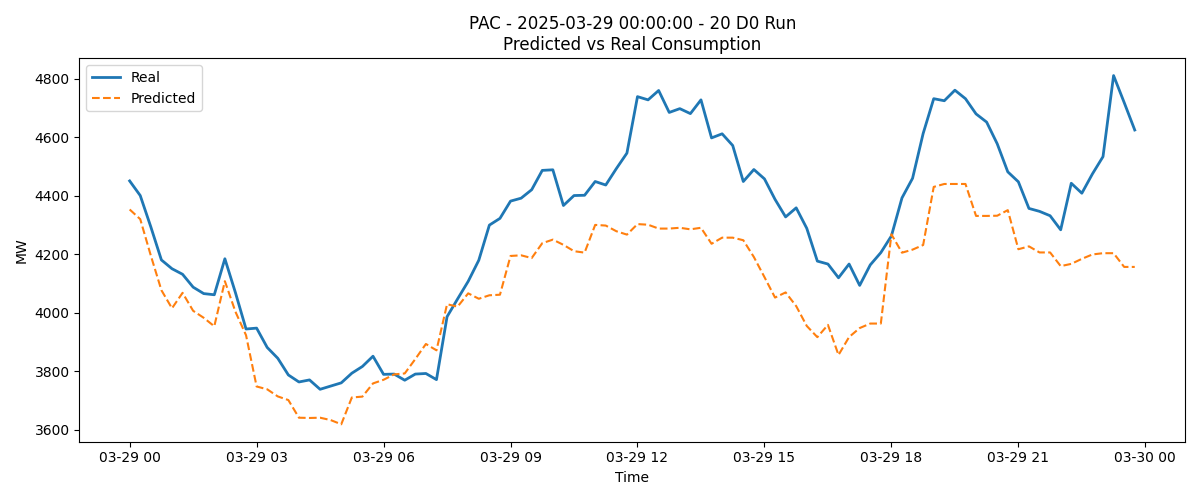 PAC - 2025-03-29 00:00:00 - 20 D0 Run
Predicted vs Real Consumption
Real
Predicted
4800
4600
4400
4200
4000
3800
3600
MW
03-29 00
03-29 03
03-29 06
03-29 09
03-29 12
03-29 15
03-29 18
03-29 21
03-30 00
Time